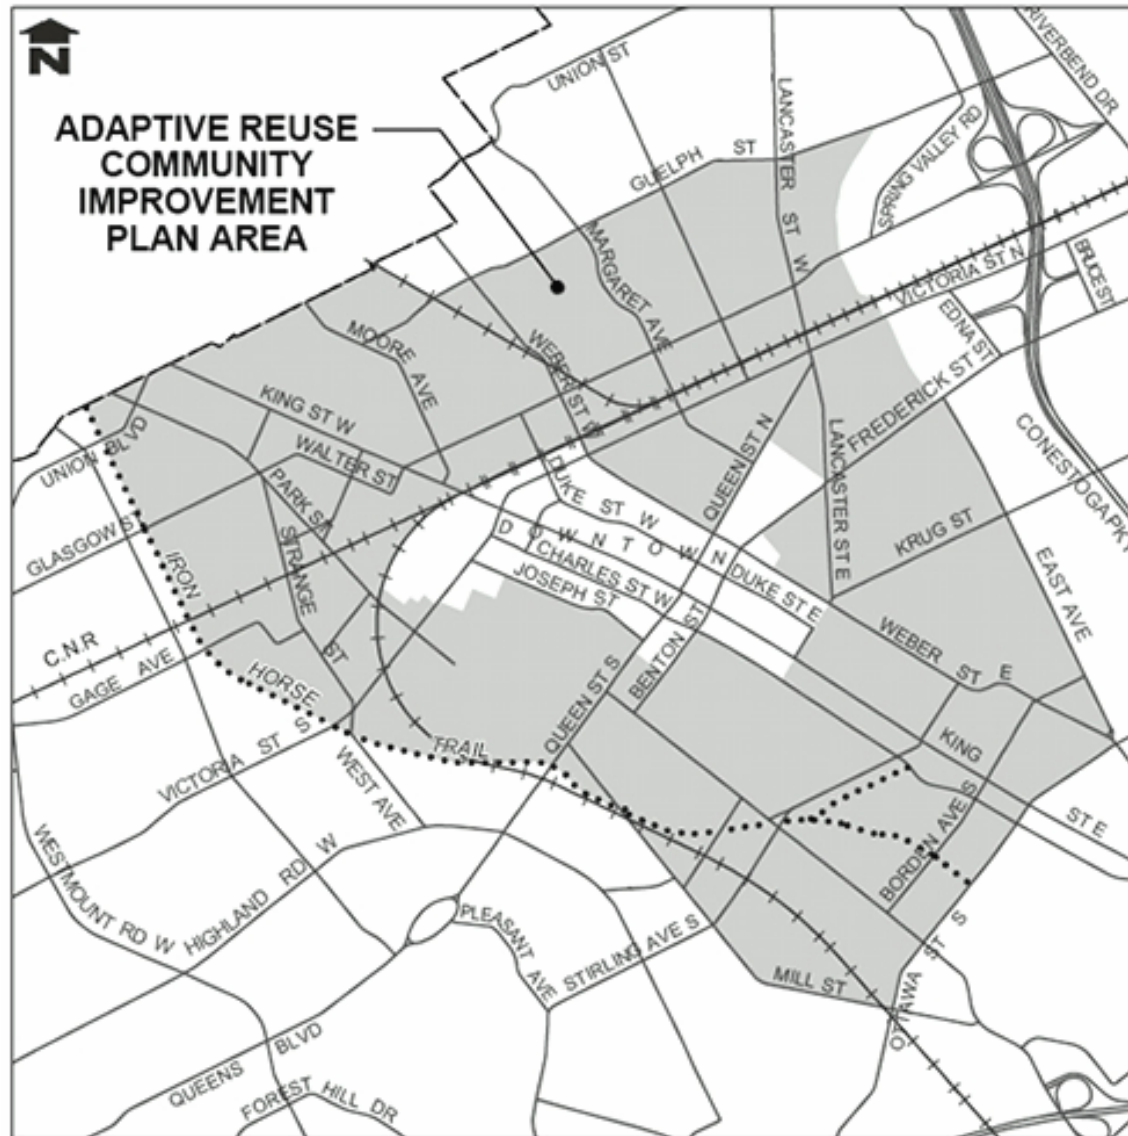 N
RIVERBEND DR
UNION ST
LANCASTER ST W
ADAPTIVE REUSE
COMMUNITY
IMPROVEMENT
PLAN AREA
SPRING VALLEY RD
GUELPH ST
MARGARET AVE
VICTORIA ST N
BRUCE ST
EDNA ST
MOORE AVE
WEBER ST W
FREDERICK ST
KING ST W
CONESTOGA PKY
UNION BLVD
WALTER ST
QUEEN ST N
LANCASTER ST E
PARK
DUKE ST W
GLASGOW S
STRANGE ST
DOWNTOWN
KRUG ST
IRON
CHARLES ST W
JOSEPH ST
DUKE ST E
EAST AVE
C.N.R
BENTON ST
WEBER ST E
GAGE AVE
HORSE
QUEEN ST S
TRAIL
KING ST E
VICTORIA ST S
WEST AVE
BORDEN AVE S
WESTMOUNT RD W
HIGHLAND RD W
PLEASANT AVE
STIRLING AVE S
MILL ST
OTTAWA ST S
QUEENS BLVD
FOREST HILL DR